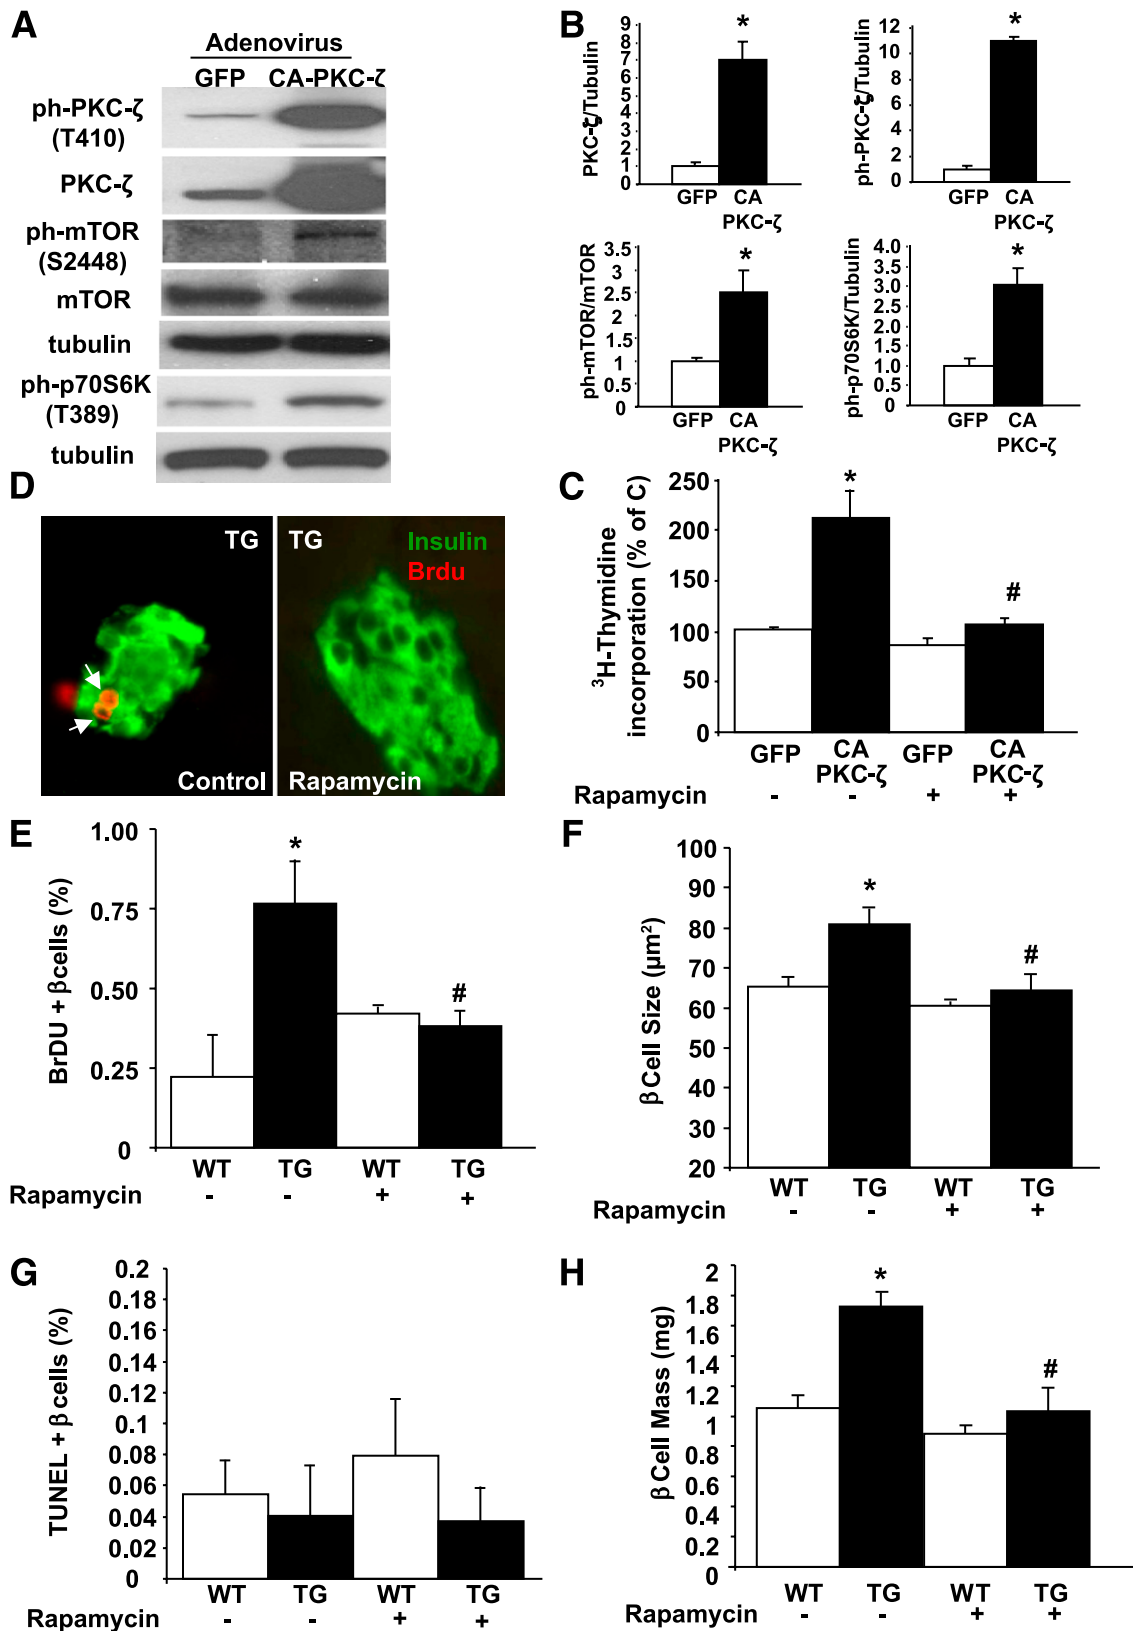 A
Adenovirus
GFP CA-PKC-ζ
ph-PKC-ζ
(T410)
PKC-ζ
ph-mTOR
(S2448)
mTOR
tubulin
ph-p70S6K
(T389)
tubulin
B
PKC-ζ/Tubulin
9
8
7
6
5
4
3
2
1
0
*
GFP CA
PKC-ζ
ph-PKC-ζ/Tubulin
12
10
8
6
4
2
0
*
GFP CA
PKC-ζ
ph-mTOR/mTOR
3.5
3
2.5
2
1.5
1
0.5
0
*
GFP CA
PKC-ζ
ph-p70S6K/Tubulin
4.0
3.5
3.0
2.5
2.0
1.5
1.0
0.5
0.0
*
GFP CA
PKC-ζ
D
TG
Control
TG
Insulin
Brdu
Rapamycin
C
³H-Thymidine
incorporation (% of C)
250
200
150
100
50
0
*
#
GFP CA GFP CA
PKC-ζ PKC-ζ
Rapamycin - - + +
E
BrDU + βcells (%)
1.00
0.75
0.50
0.25
0
*
#
WT TG WT TG
Rapamycin - - + +
F
β Cell Size (µm²)
100
90
80
70
60
50
40
30
20
*
#
WT TG WT TG
Rapamycin - - + +
G
TUNEL + β cells (%)
0.2
0.18
0.16
0.14
0.12
0.1
0.08
0.06
0.04
0.02
0
WT TG WT TG
Rapamycin - - + +
H
β Cell Mass (mg)
2
1.8
1.6
1.4
1.2
1
0.8
0.6
0.4
0.2
0
*
#
WT TG WT TG
Rapamycin - - + +